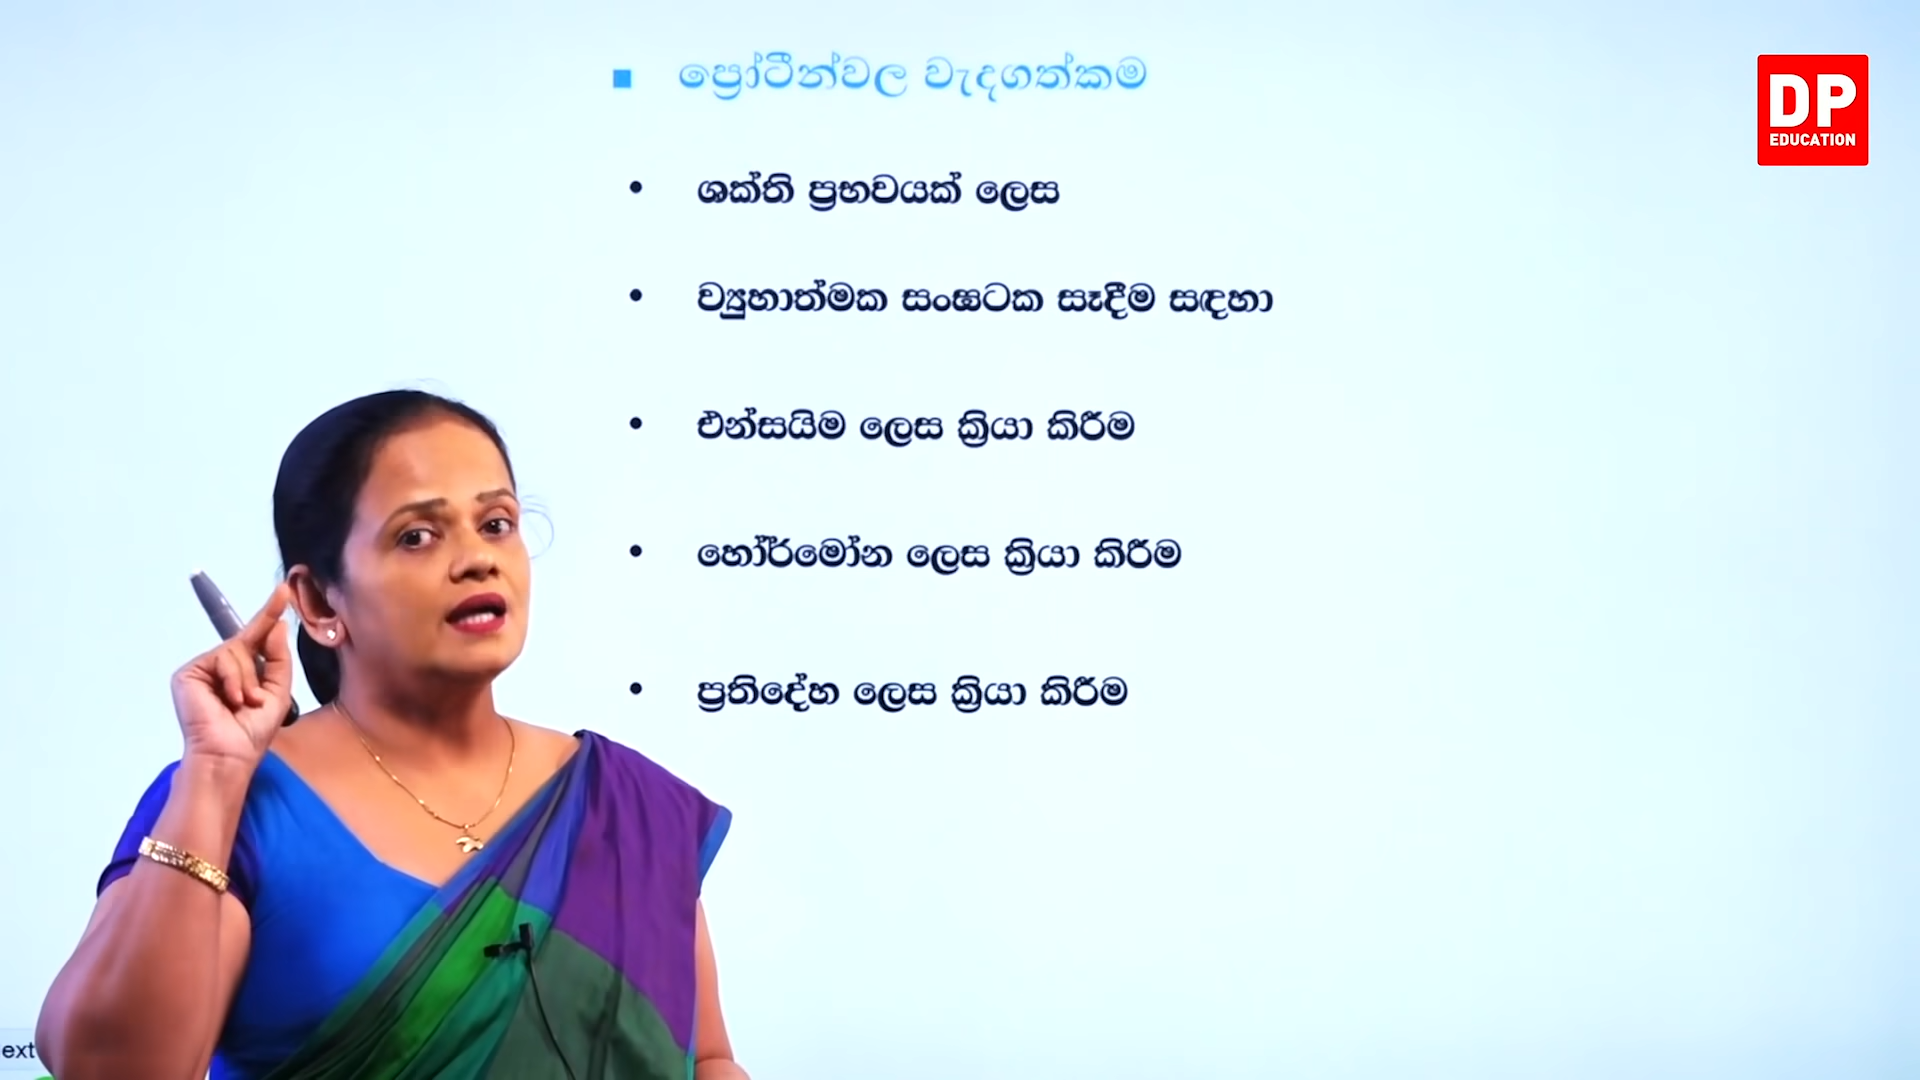 ප්‍රෝටීන්වල වැදගත්කම
DP
EDUCATION
• ශක්ති ප්‍රභවයක් ලෙස
• ව්‍යුහාත්මක සංඝටක සෑදීම සඳහා
• එන්සයිම ලෙස ක්‍රියා කිරීම
• හෝර්මෝන ලෙස ක්‍රියා කිරීම
• ප්‍රතිදේහ ලෙස ක්‍රියා කිරීම
ext